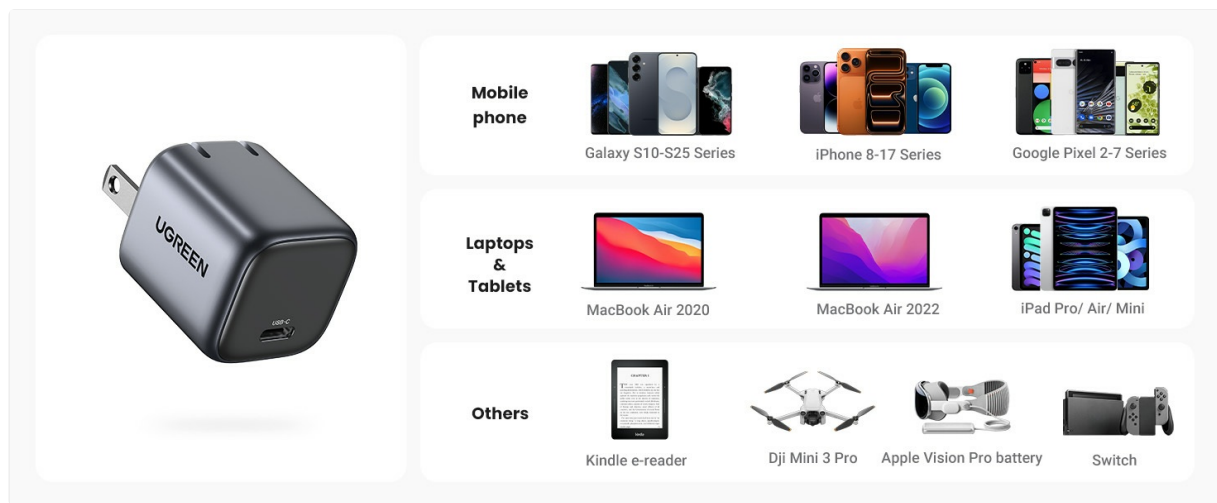 UGREEN
USB-C
Mobile
phone
Galaxy S10-S25 Series
iPhone 8-17 Series
Google Pixel 2-7 Series
Laptops
&
Tablets
MacBook Air 2020
MacBook Air 2022
iPad Pro/ Air/ Mini
Others
CHAPTER I
kindle
Kindle e-reader
Dji Mini 3 Pro
Apple Vision Pro battery
Switch